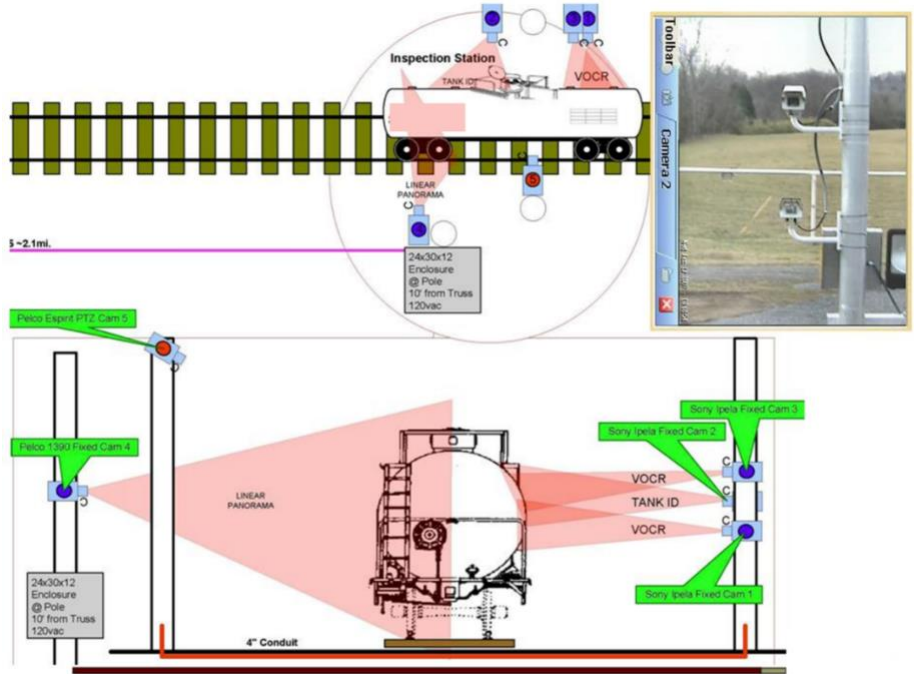 Inspection Station
TANK ID
VOCR
LINEAR
PANORAMA
~2.1mi.
24x30x12
Enclosure
@ Pole
10' from Truss
120vac
Toolbar
Camera 2
Pelco Esprit PTZ Cam 5
Pelco 1390 Fixed Cam 4
Sony Ipela Fixed Cam 3
Sony Ipela Fixed Cam 2
VOCR
LINEAR
PANORAMA
TANK ID
VOCR
24x30x12
Enclosure
@ Pole
10' from Truss
120vac
Sony Ipela Fixed Cam 1
4" Conduit